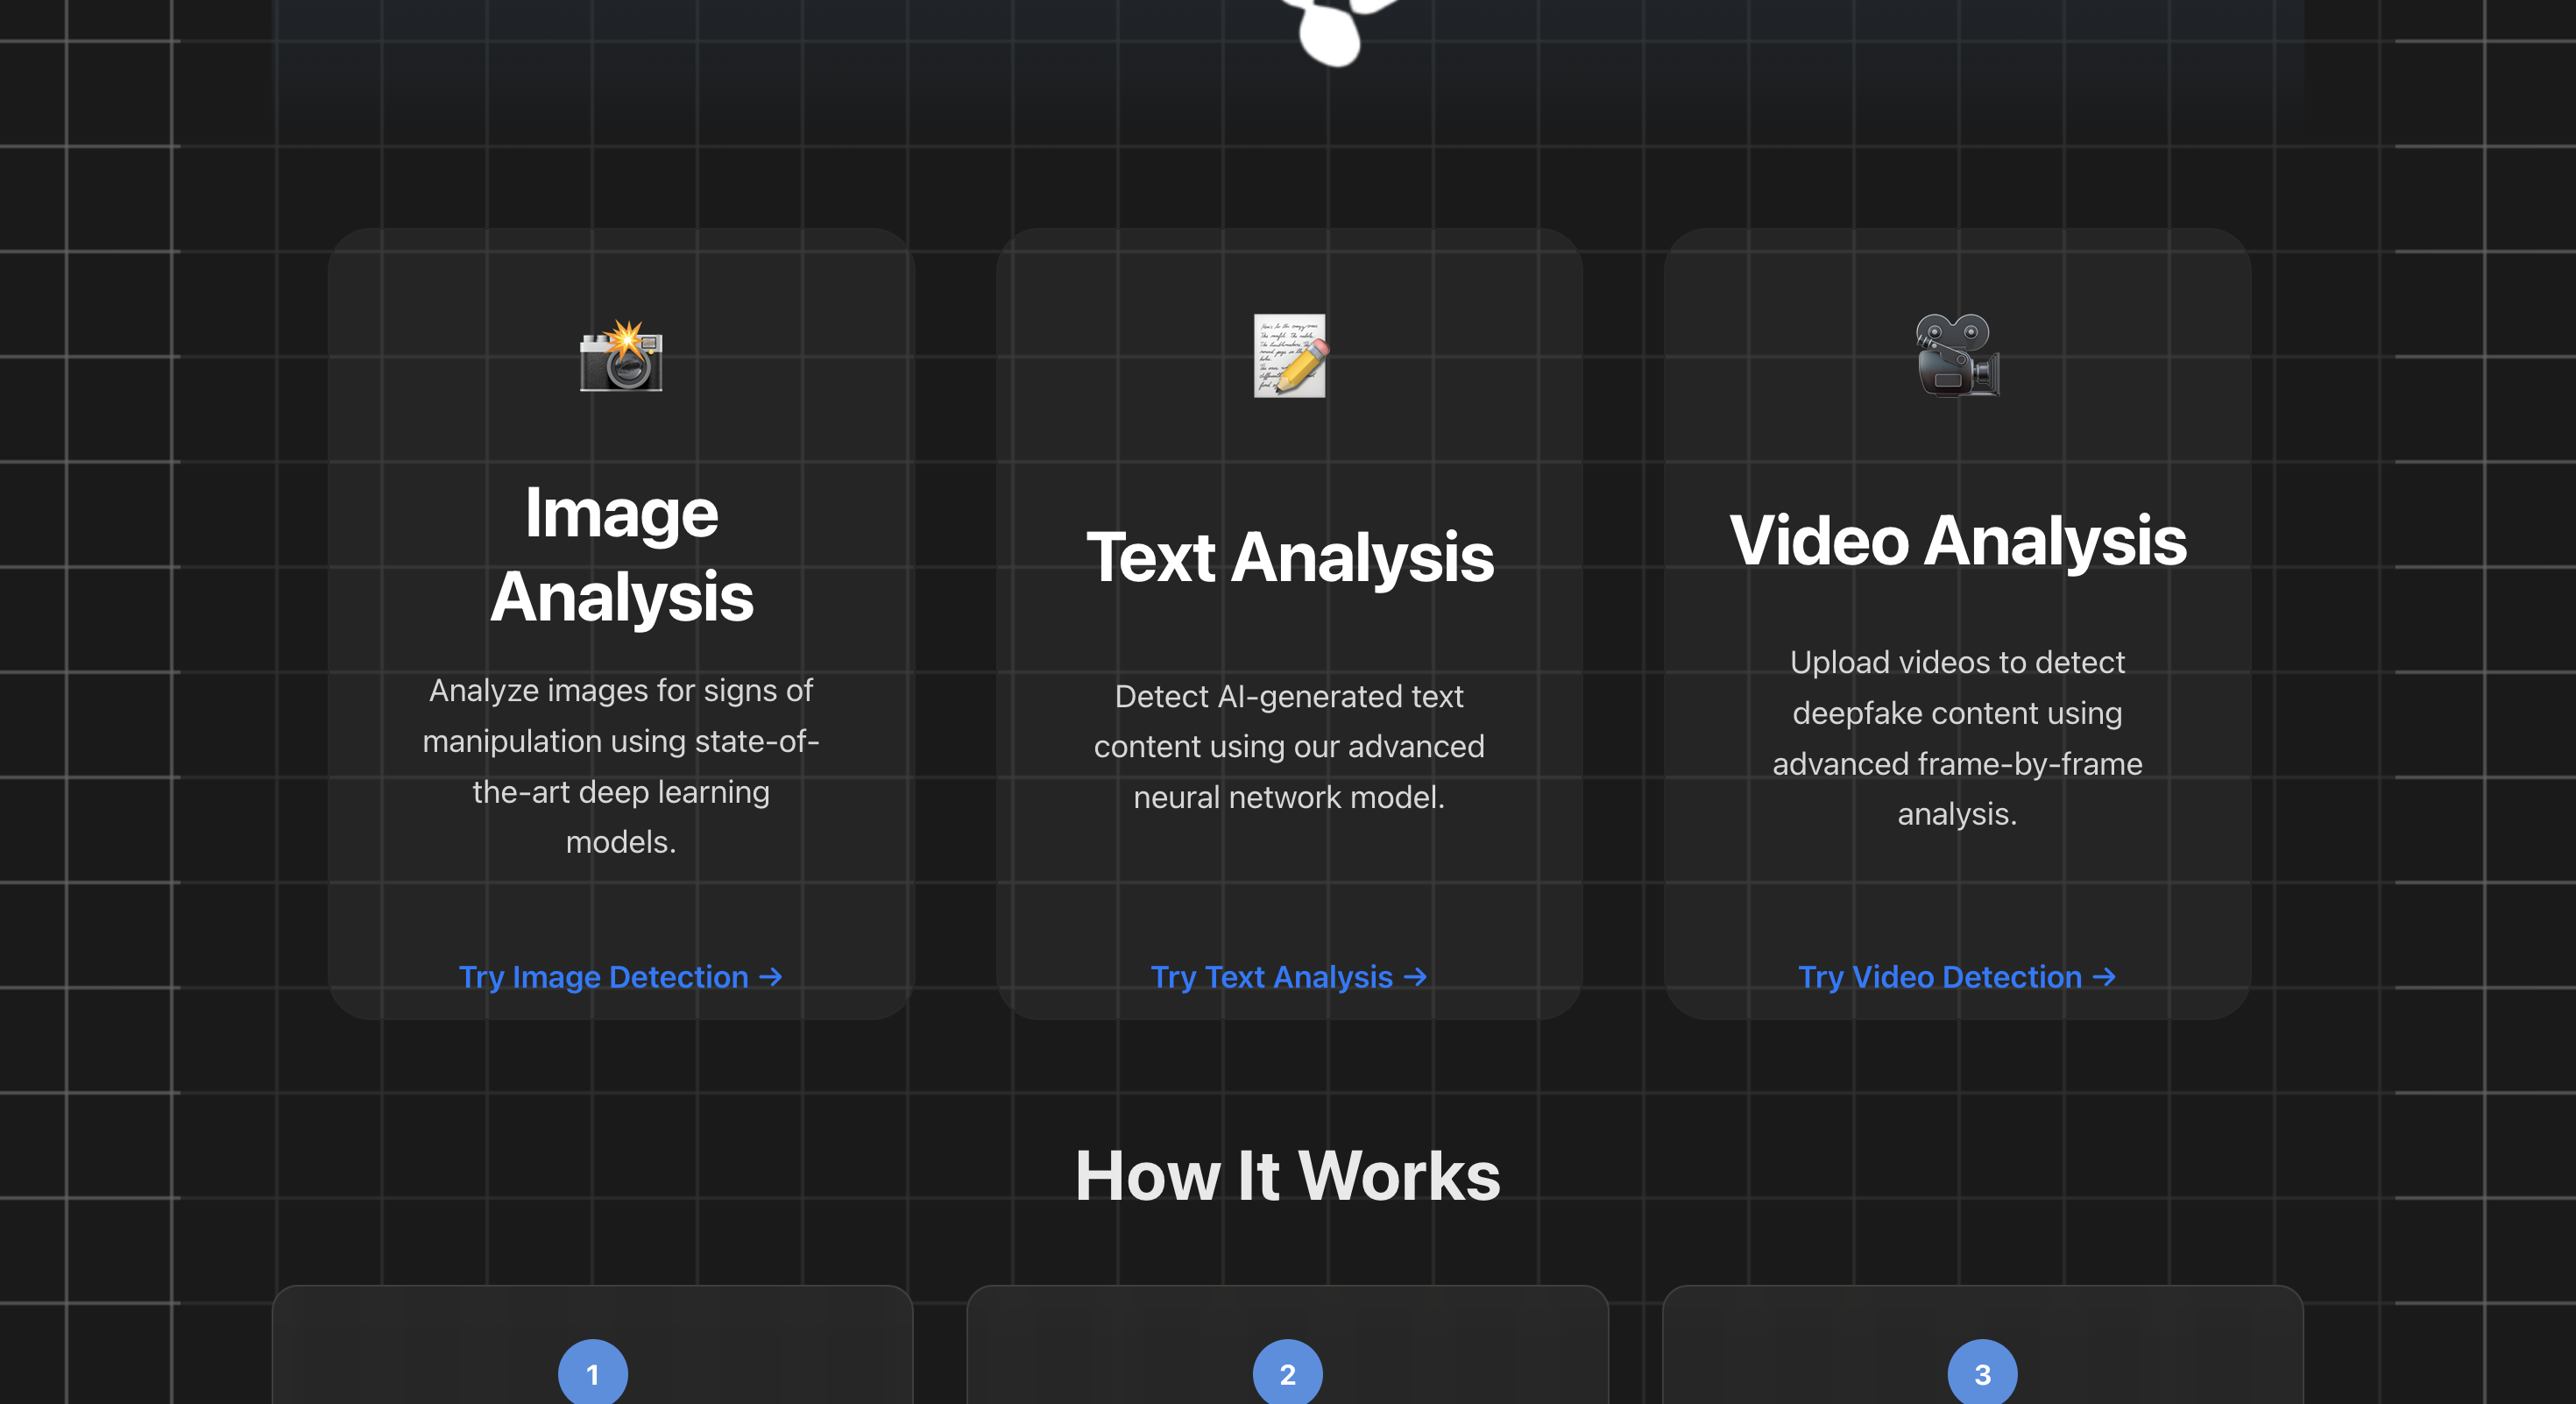 Image
Analysis
Analyze images for signs of
manipulation using state-of-
the-art deep learning
models.
Try Image Detection →
Text Analysis
Detect AI-generated text
content using our advanced
neural network model.
Try Text Analysis →
Video Analysis
Upload videos to detect
deepfake content using
advanced frame-by-frame
analysis.
Try Video Detection →
How It Works
1
2
3